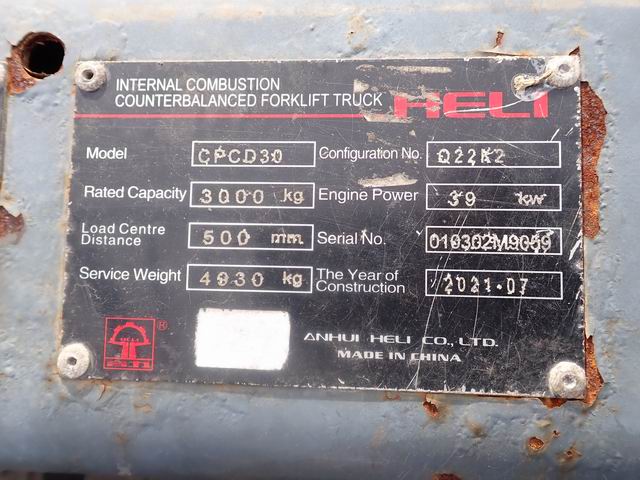 INTERNAL COMBUSTION
COUNTERBALANCED FORKLIFT TRUCK HELI
Model CPCD30 Configuration No. Q22K2
Rated Capacity 3000 kg Engine Power 39 kw
Load Centre Distance 500 mm Serial No. 010302M9059
Service Weight 4930 kg The Year of Construction 2021.07
®
ANHUI HELI CO., LTD.
MADE IN CHINA